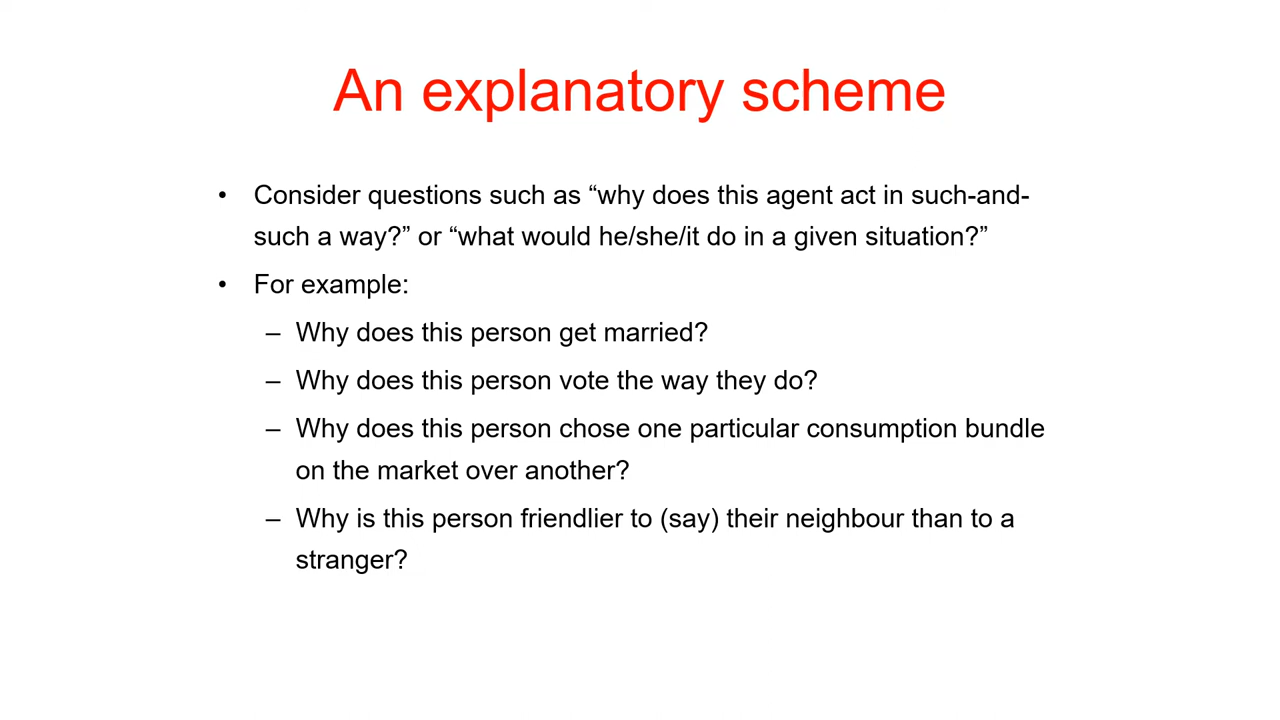 An explanatory scheme
• Consider questions such as “why does this agent act in such-and-
such a way?” or “what would he/she/it do in a given situation?”
• For example:
– Why does this person get married?
– Why does this person vote the way they do?
– Why does this person chose one particular consumption bundle
on the market over another?
– Why is this person friendlier to (say) their neighbour than to a
stranger?